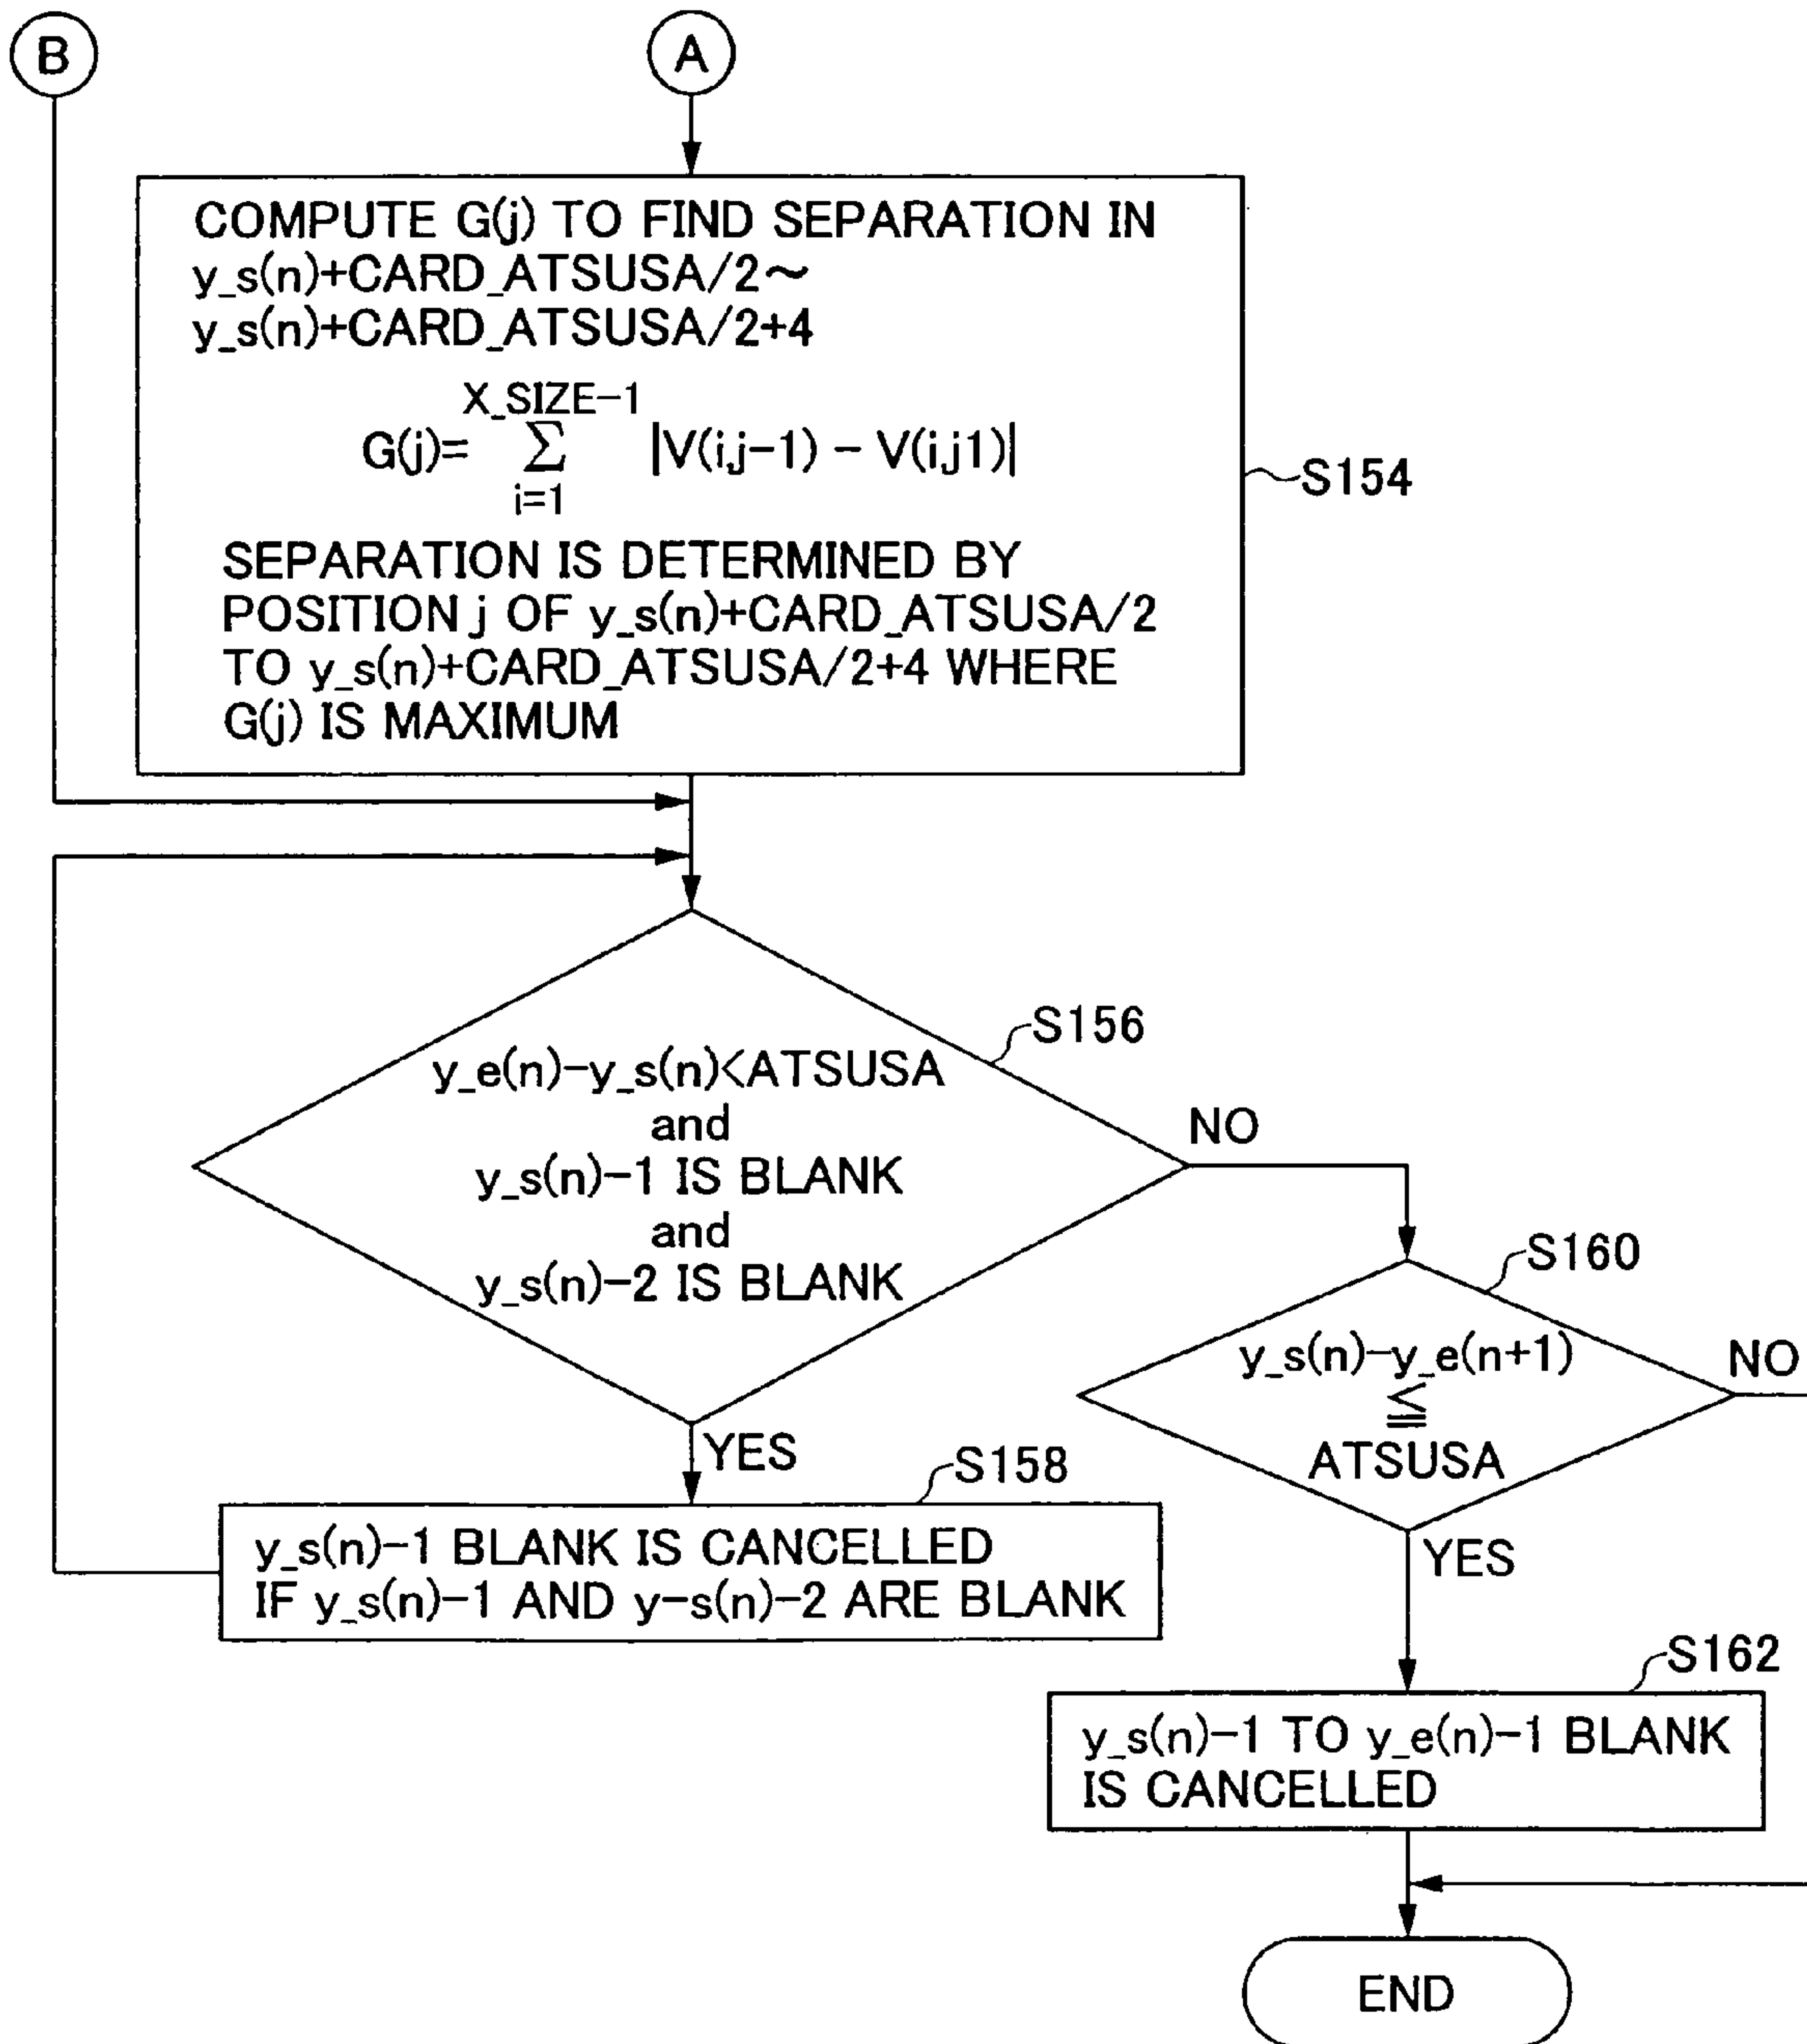 B
A
COMPUTE G(j) TO FIND SEPARATION IN
y_s(n)+CARD_ATSUSA/2~
y_s(n)+CARD_ATSUSA/2+4
X_SIZE-1
G(j)= Σ |V(i,j-1) - V(i,j1)|
i=1
S154
SEPARATION IS DETERMINED BY
POSITION j OF y_s(n)+CARD_ATSUSA/2
TO y_s(n)+CARD_ATSUSA/2+4 WHERE
G(j) IS MAXIMUM
S156
y_e(n)-y_s(n)<ATSUSA
and
y_s(n)-1 IS BLANK
and
y_s(n)-2 IS BLANK
NO
YES
S158
y_s(n)-1 BLANK IS CANCELLED
IF y_s(n)-1 AND y-s(n)-2 ARE BLANK
S160
y_s(n)-y_e(n+1)
≦
ATSUSA
NO
YES
S162
y_s(n)-1 TO y_e(n)-1 BLANK
IS CANCELLED
END